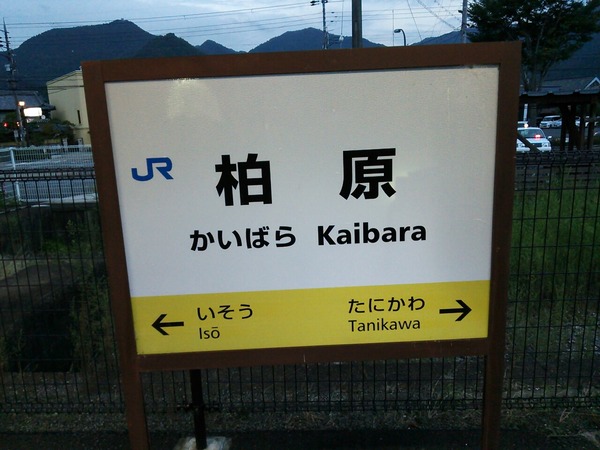 JR 柏原
かいばら Kaibara
← いそう たにかわ →
Isō Tanikawa